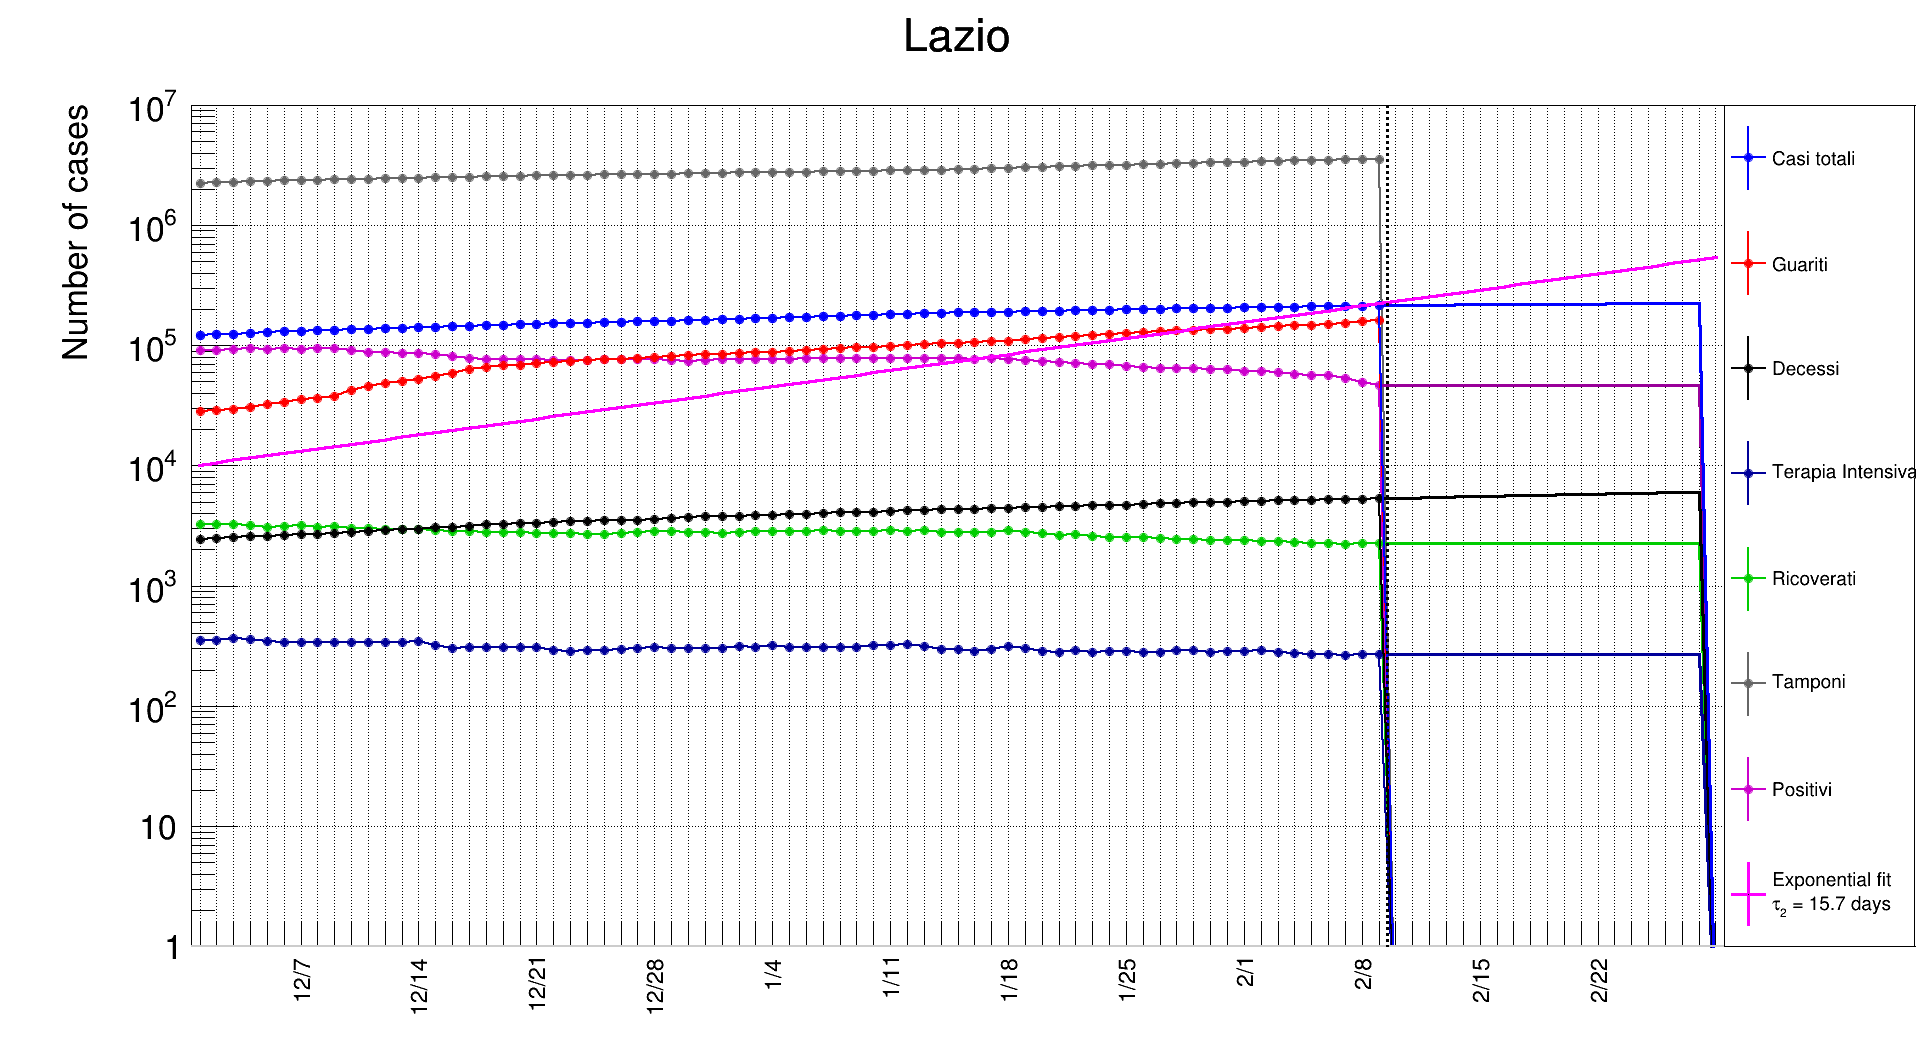 Lazio
Number of cases
10^7
10^6
10^5
10^4
10^3
10^2
10
1
12/7
12/14
12/21
12/28
1/4
1/11
1/18
1/25
2/1
2/8
2/15
2/22
Casi totali
Guariti
Decessi
Terapia Intensiva
Ricoverati
Tamponi
Positivi
Exponential fit
τ_2 = 15.7 days